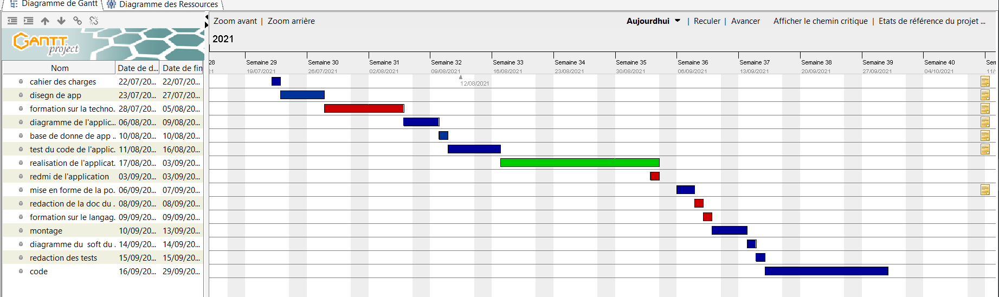 Diagramme de Gantt Diagramme des Ressources
Zoom avant | Zoom arrière Aujourdhui | Reculer | Avancer Afficher le chemin critique | Etats de référence du projet ...
GANTT
project
2021
28 Semaine 29 Semaine 30 Semaine 31 Semaine 32 Semaine 33 Semaine 34 Semaine 35 Semaine 36 Semaine 37 Semaine 38 Semaine 39 Semaine 40 Sem
21 19/07/2021 26/07/2021 02/08/2021 09/08/2021 16/08/2021 23/08/2021 30/08/2021 06/09/2021 13/09/2021 20/09/2021 27/09/2021 04/10/2021 11/
Nom Date de d... Date de fin
cahier des charges 22/07/20... 22/07/20...
12/08/2021
disegn de app 23/07/20... 27/07/20...
formation sur la techno. 28/07/20... 05/08/20...
diagramme de l'applic... 06/08/20... 09/08/20...
base de donne de app .. 10/08/20... 10/08/20...
test du code de l'applic. 11/08/20... 16/08/20...
realisation de l'applicat. 17/08/20... 03/09/20...
redmi de l'application 03/09/20... 03/09/20...
mise en forme de la po. 06/09/20... 07/09/20...
redaction de la doc du . 08/09/20... 08/09/20...
formation sur le langag. 09/09/20... 09/09/20...
montage 10/09/20... 13/09/20...
diagramme du  soft du . 14/09/20... 14/09/20...
redaction des tests 15/09/20... 15/09/20...
code 16/09/20... 29/09/20...